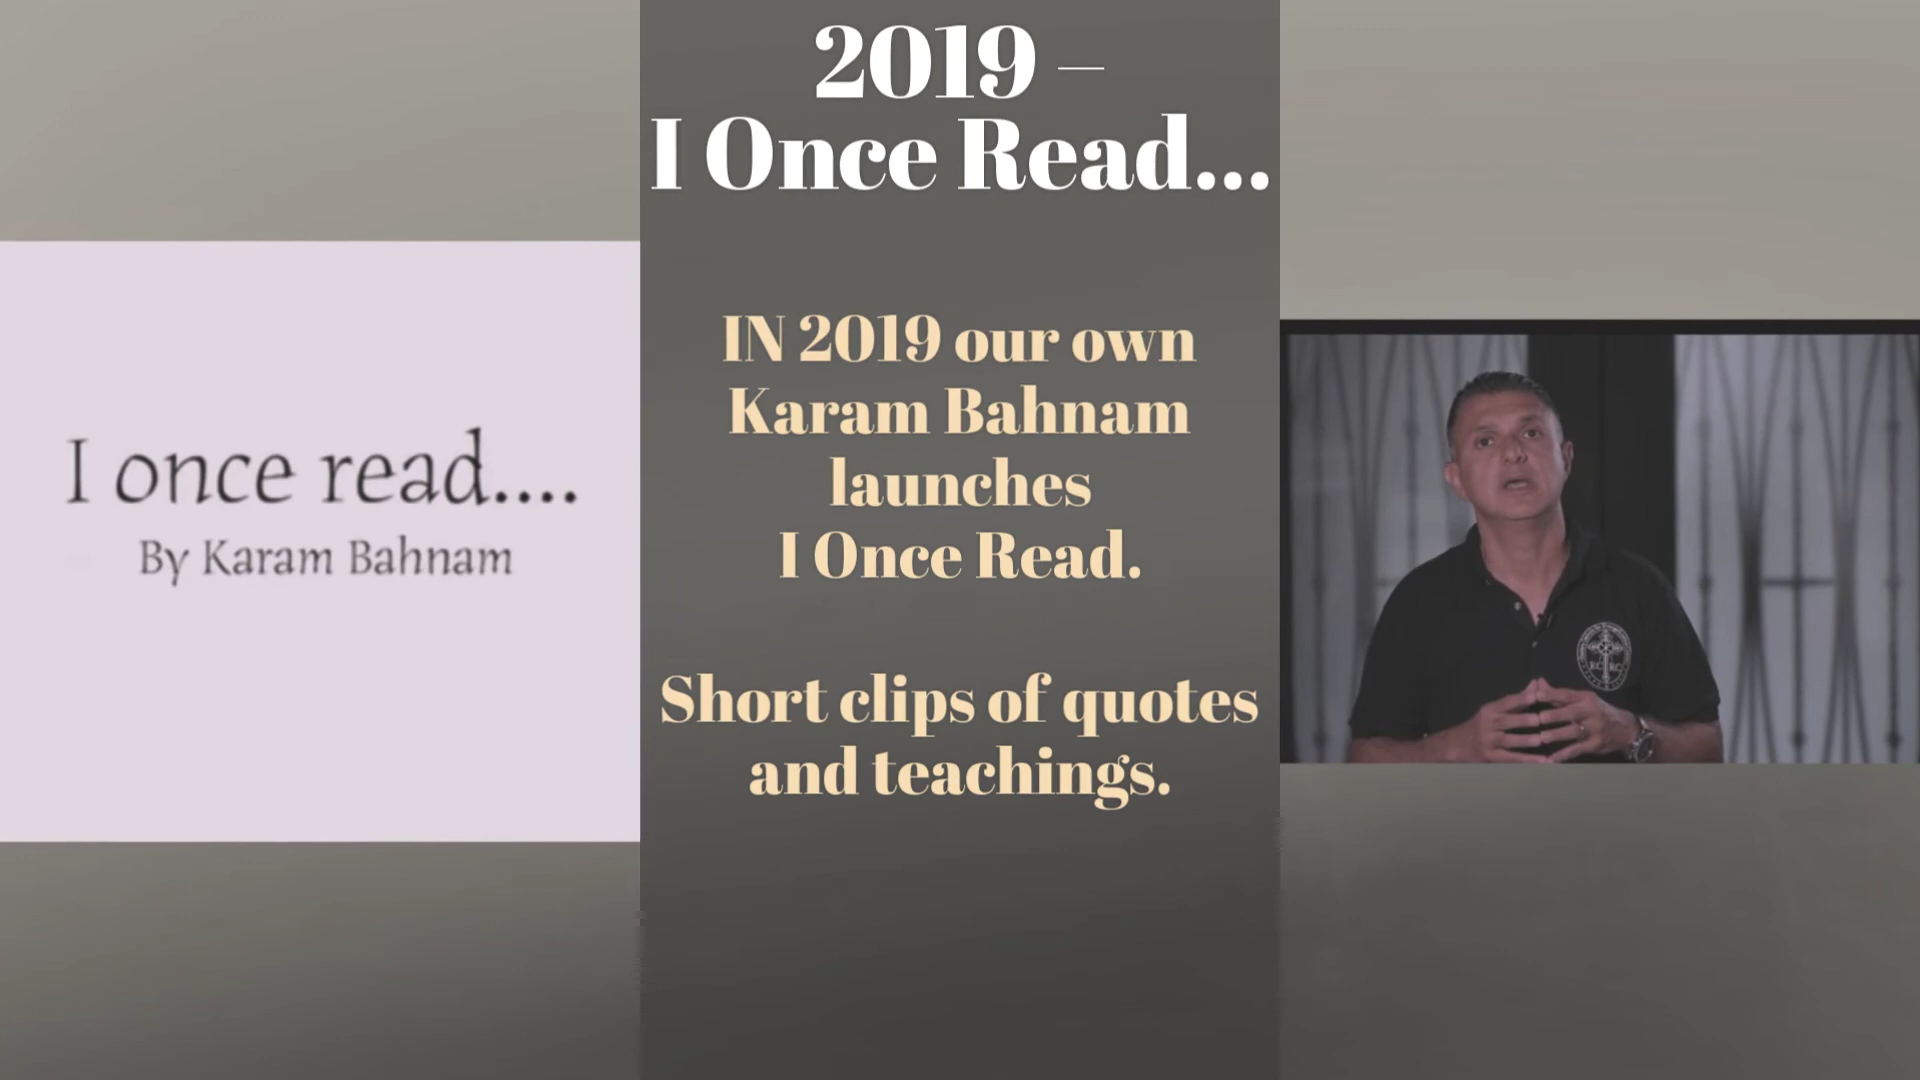 I once read....
By Karam Bahnam
2019 –
I Once Read...
IN 2019 our own
Karam Bahnam
launches
I Once Read.
Short clips of quotes
and teachings.